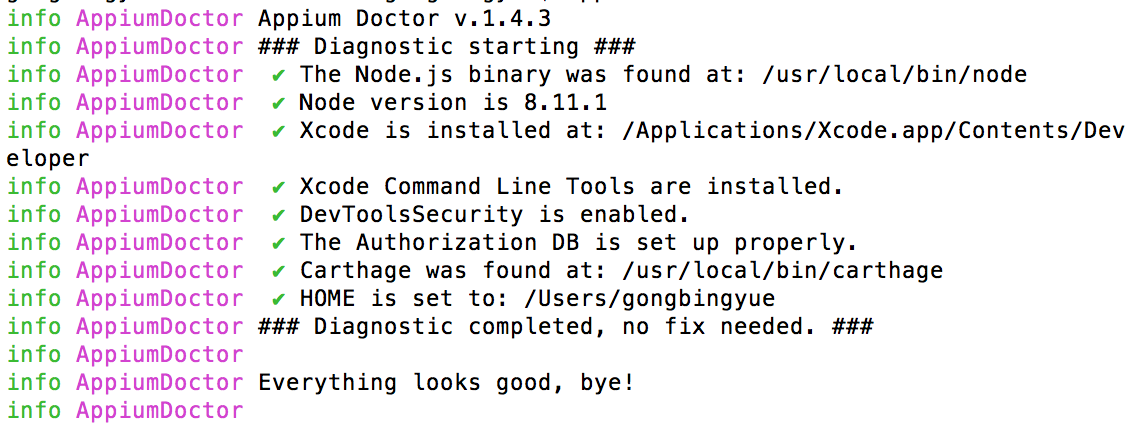 info AppiumDoctor Appium Doctor v.1.4.3
info AppiumDoctor ### Diagnostic starting ###
info AppiumDoctor  ✔ The Node.js binary was found at: /usr/local/bin/node
info AppiumDoctor  ✔ Node version is 8.11.1
info AppiumDoctor  ✔ Xcode is installed at: /Applications/Xcode.app/Contents/Dev
eloper
info AppiumDoctor  ✔ Xcode Command Line Tools are installed.
info AppiumDoctor  ✔ DevToolsSecurity is enabled.
info AppiumDoctor  ✔ The Authorization DB is set up properly.
info AppiumDoctor  ✔ Carthage was found at: /usr/local/bin/carthage
info AppiumDoctor  ✔ HOME is set to: /Users/gongbingyue
info AppiumDoctor ### Diagnostic completed, no fix needed. ###
info AppiumDoctor
info AppiumDoctor Everything looks good, bye!
info AppiumDoctor